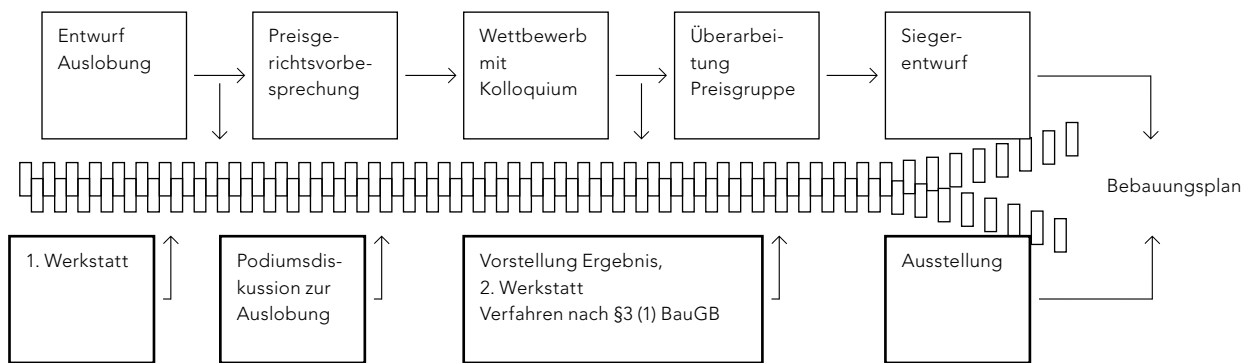 Entwurf
Auslobung
Preisge-
richtsvorbe-
sprechung
Wettbewerb
mit
Kolloquium
Überarbei-
tung
Preisgruppe
Sieger-
entwurf
Bebauungsplan
1. Werkstatt
Podiumsdis-
kussion zur
Auslobung
Vorstellung Ergebnis,
2. Werkstatt
Verfahren nach §3 (1) BauGB
Ausstellung